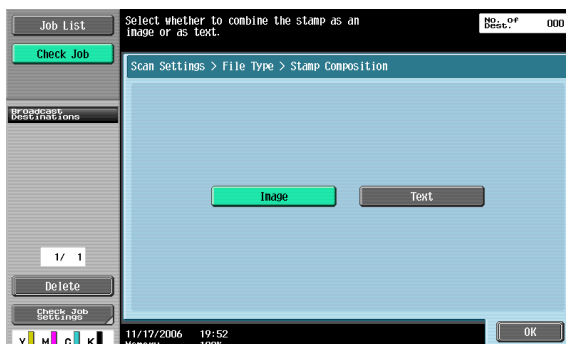 Job List
Select whether to combine the stamp as an
image or as text.
No. of
Dest.
000
Check Job
Scan Settings > File Type > Stamp Composition
Broadcast
Destinations
Image
Text
1/ 1
Delete
Check Job
Settings
11/17/2006 19:52
Memory 100%
OK
Y M C K